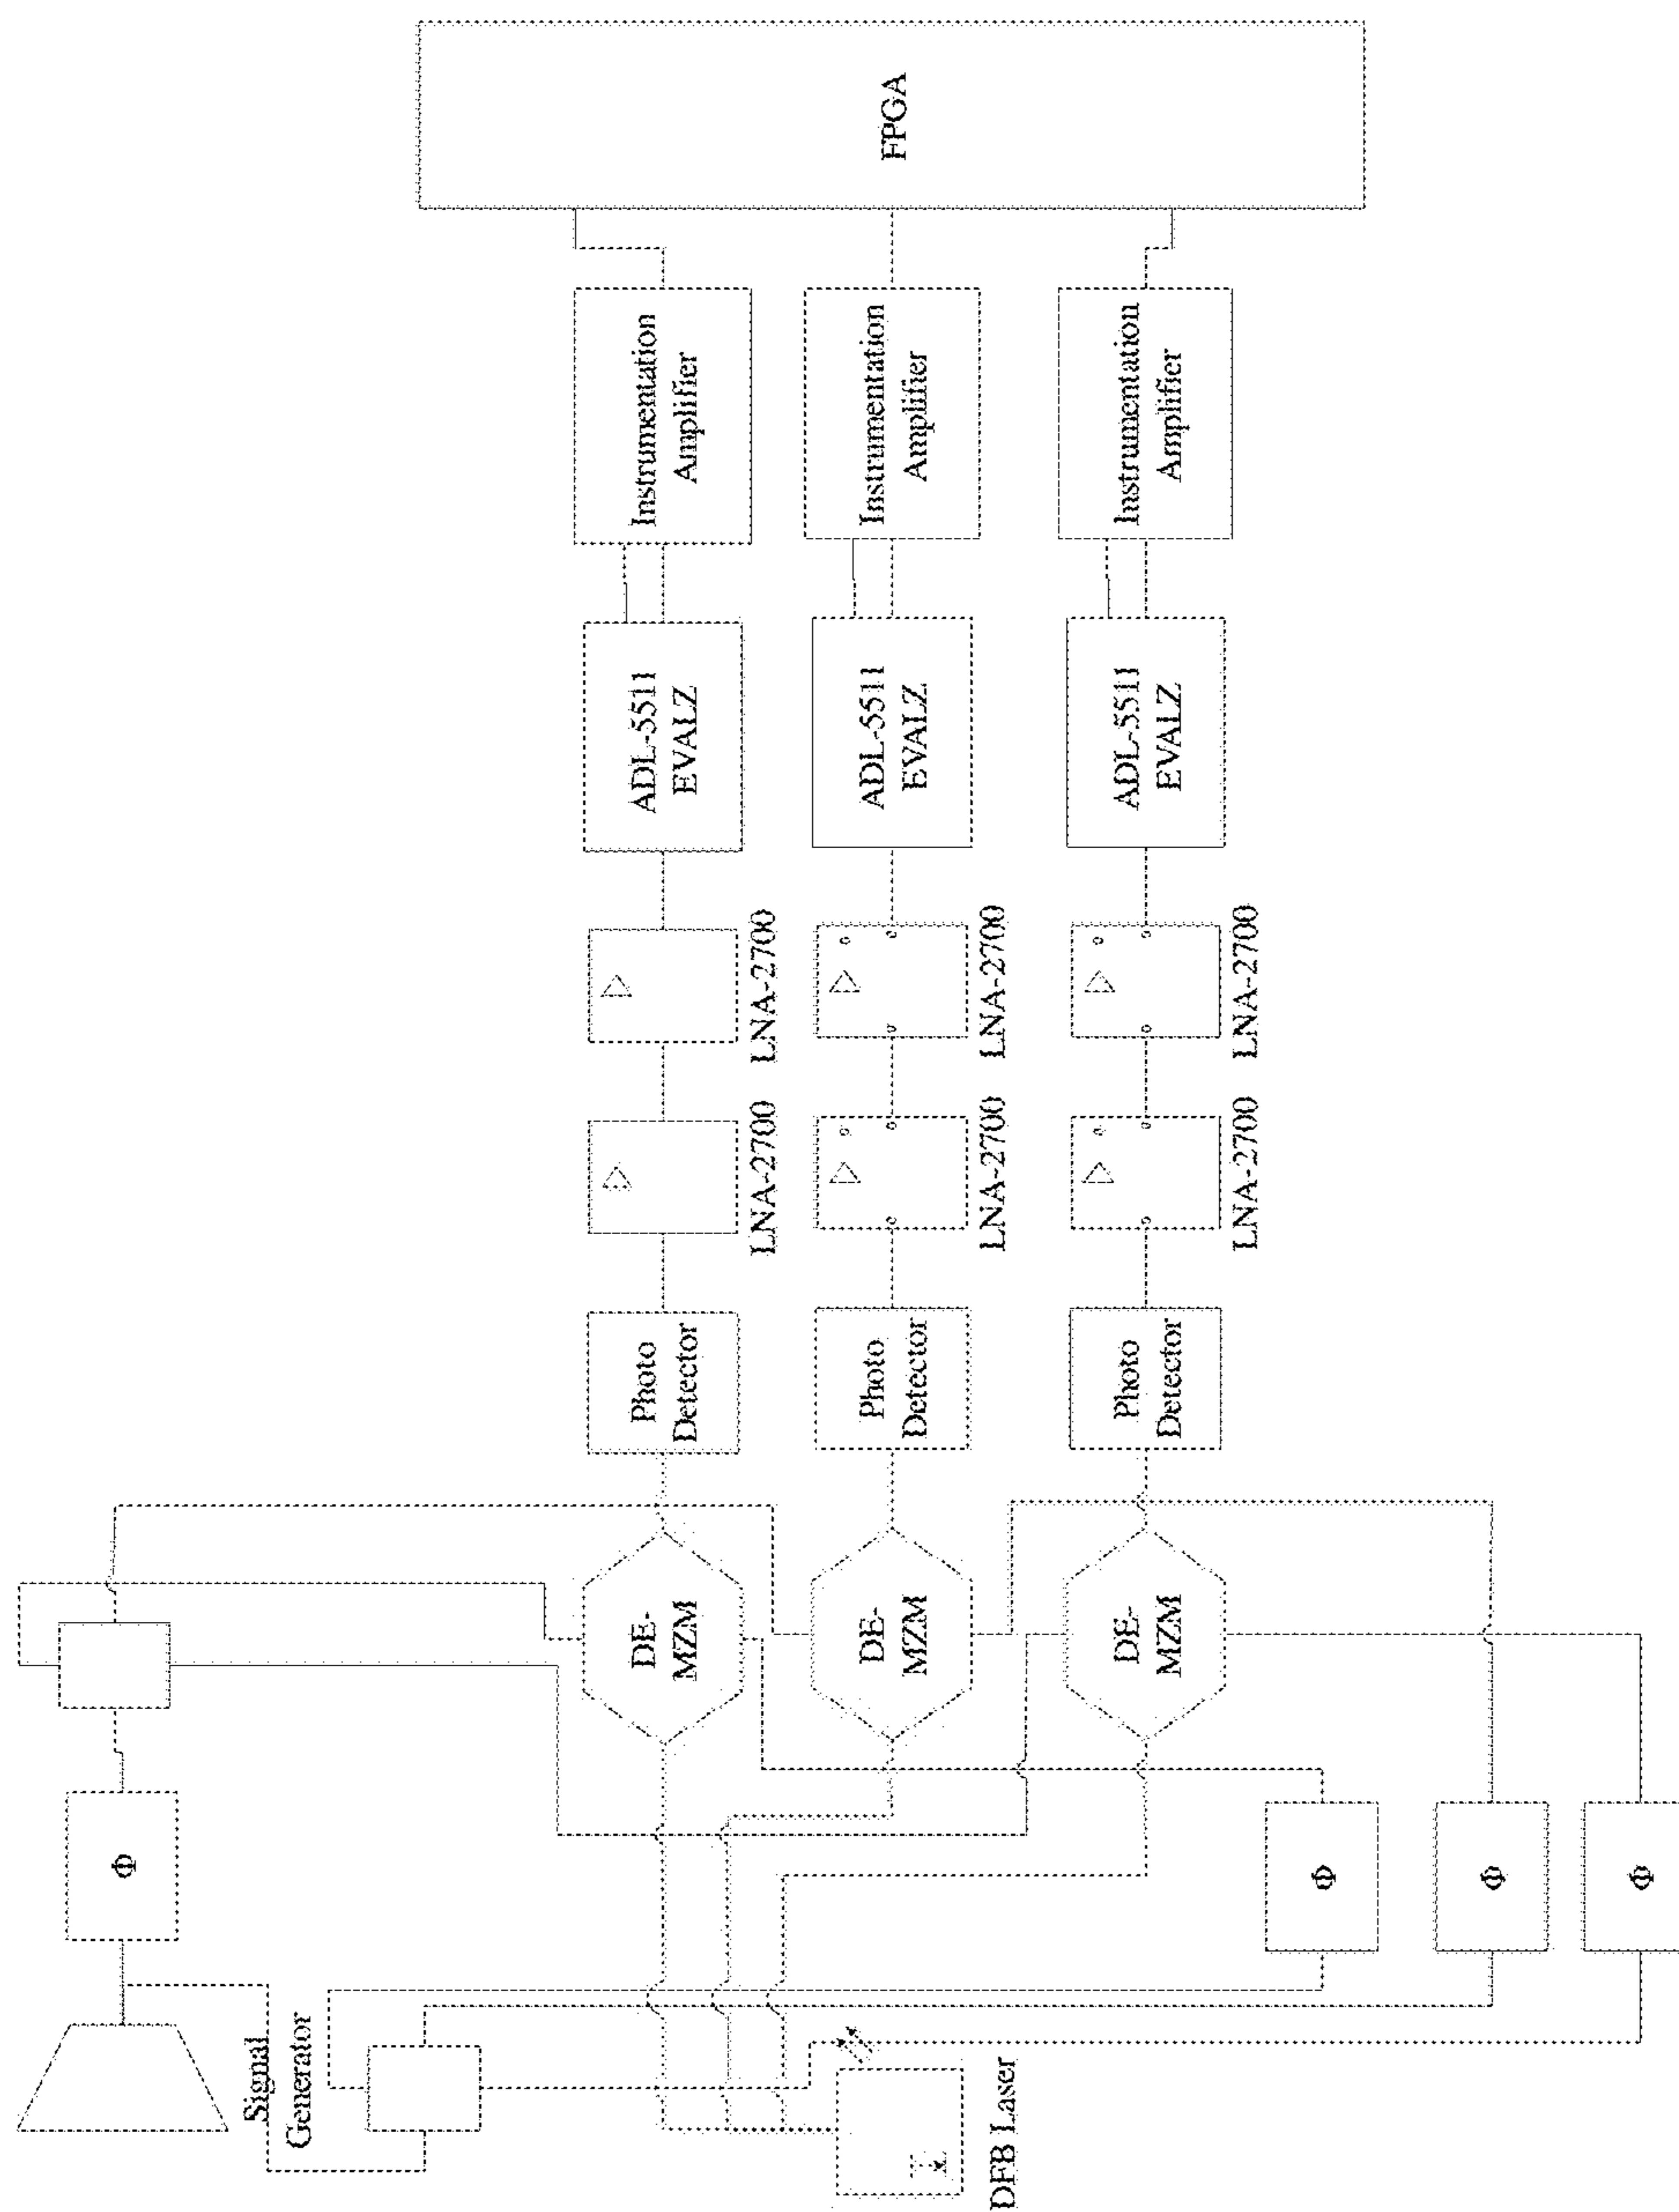 Signal
Generator
Φ
DFB Laser
Φ
Φ
Φ
DE-
MZM
DE-
MZM
DE-
MZM
Photo
Detector
Photo
Detector
Photo
Detector
LNA-2700
LNA-2700
LNA-2700
LNA-2700
LNA-2700
LNA-2700
ADL-5511
EVALZ
ADL-5511
EVALZ
ADL-5511
EVALZ
Instrumentation
Amplifier
Instrumentation
Amplifier
Instrumentation
Amplifier
FPGA